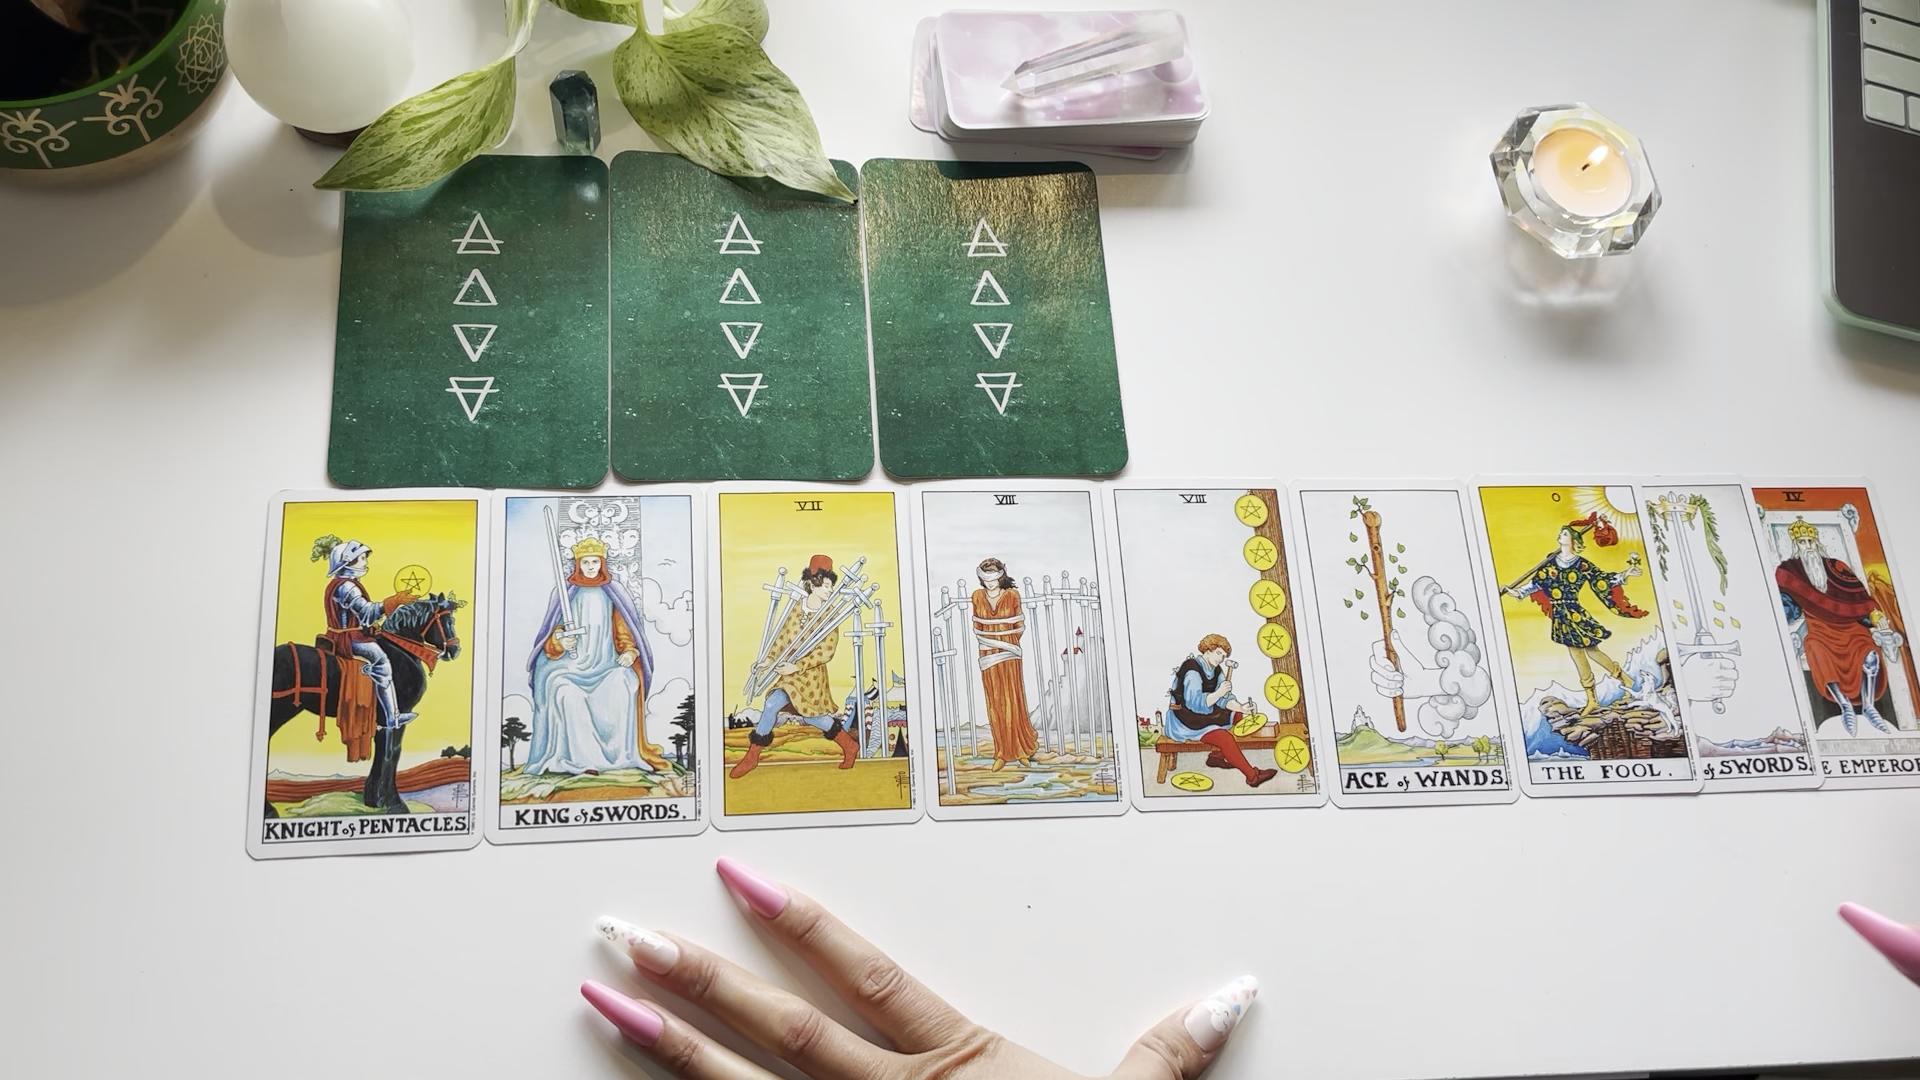 VII
VIII
VIII
0
IV
KNIGHT of PENTACLES.
KING of SWORDS.
ACE of WANDS.
THE FOOL.
of SWORDS.
E EMPEROR